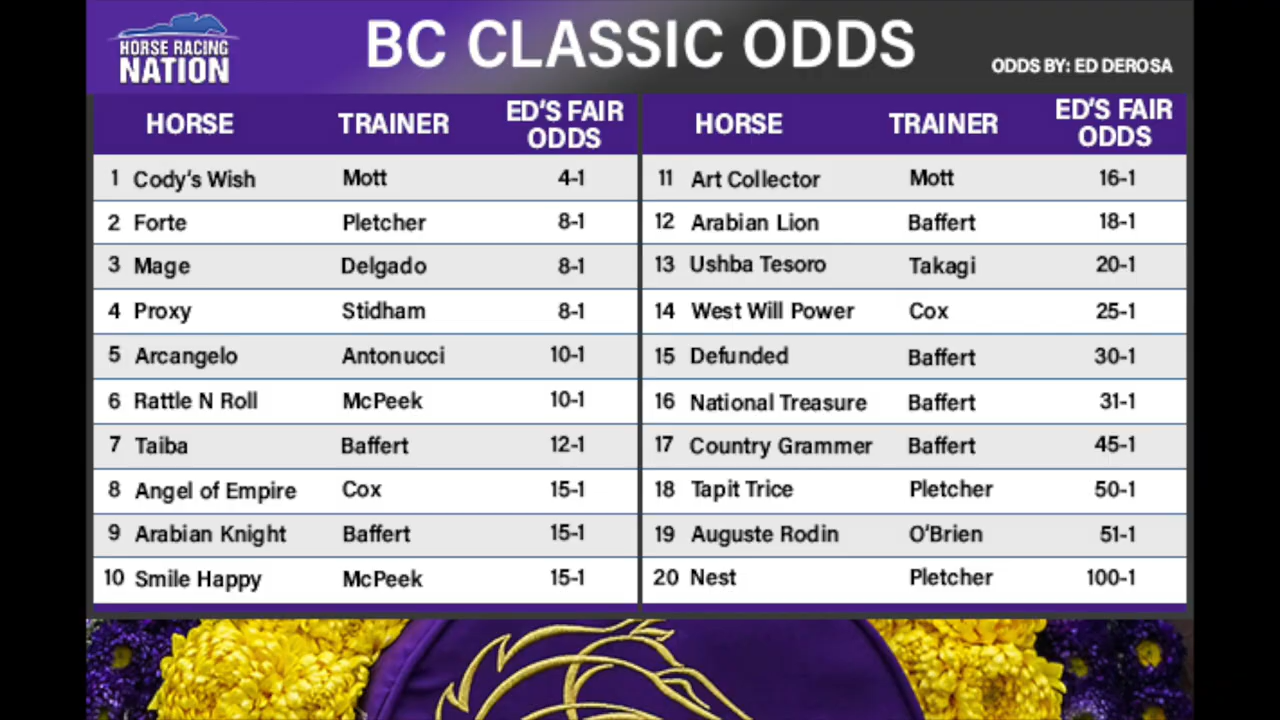 HORSE RACING
NATION
BC CLASSIC ODDS
ODDS BY: ED DEROSA
HORSE TRAINER ED'S FAIR ODDS
1 Cody's Wish Mott 4-1
2 Forte Pletcher 8-1
3 Mage Delgado 8-1
4 Proxy Stidham 8-1
5 Arcangelo Antonucci 10-1
6 Rattle N Roll McPeek 10-1
7 Taiba Baffert 12-1
8 Angel of Empire Cox 15-1
9 Arabian Knight Baffert 15-1
10 Smile Happy McPeek 15-1
HORSE TRAINER ED'S FAIR ODDS
11 Art Collector Mott 16-1
12 Arabian Lion Baffert 18-1
13 Ushba Tesoro Takagi 20-1
14 West Will Power Cox 25-1
15 Defunded Baffert 30-1
16 National Treasure Baffert 31-1
17 Country Grammer Baffert 45-1
18 Tapit Trice Pletcher 50-1
19 Auguste Rodin O'Brien 51-1
20 Nest Pletcher 100-1